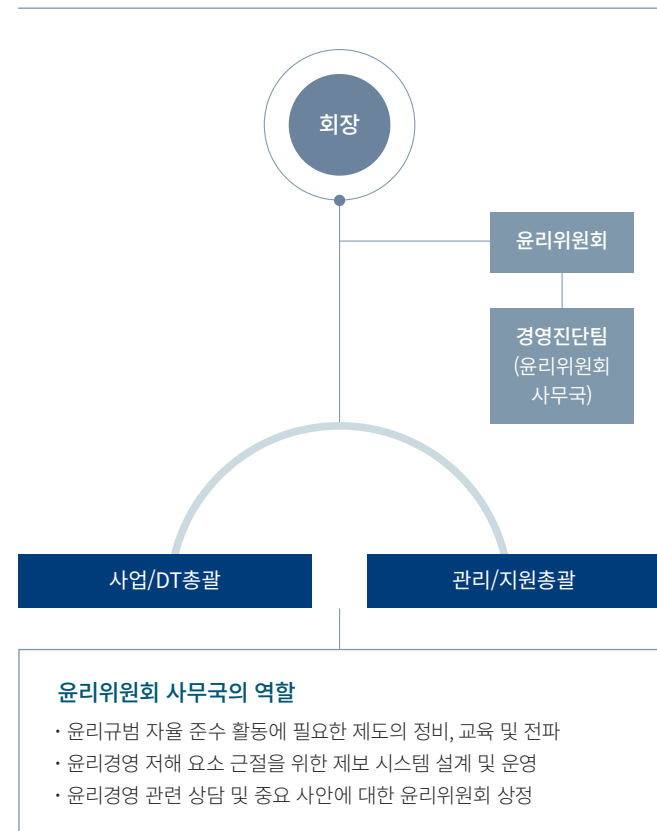 회장
윤리위원회
경영진단팀
(윤리위원회
사무국)
사업/DT총괄
관리/지원총괄
윤리위원회 사무국의 역할
· 윤리규범 자율 준수 활동에 필요한 제도의 정비, 교육 및 전파
· 윤리경영 저해 요소 근절을 위한 제보 시스템 설계 및 운영
· 윤리경영 관련 상담 및 중요 사안에 대한 윤리위원회 상정